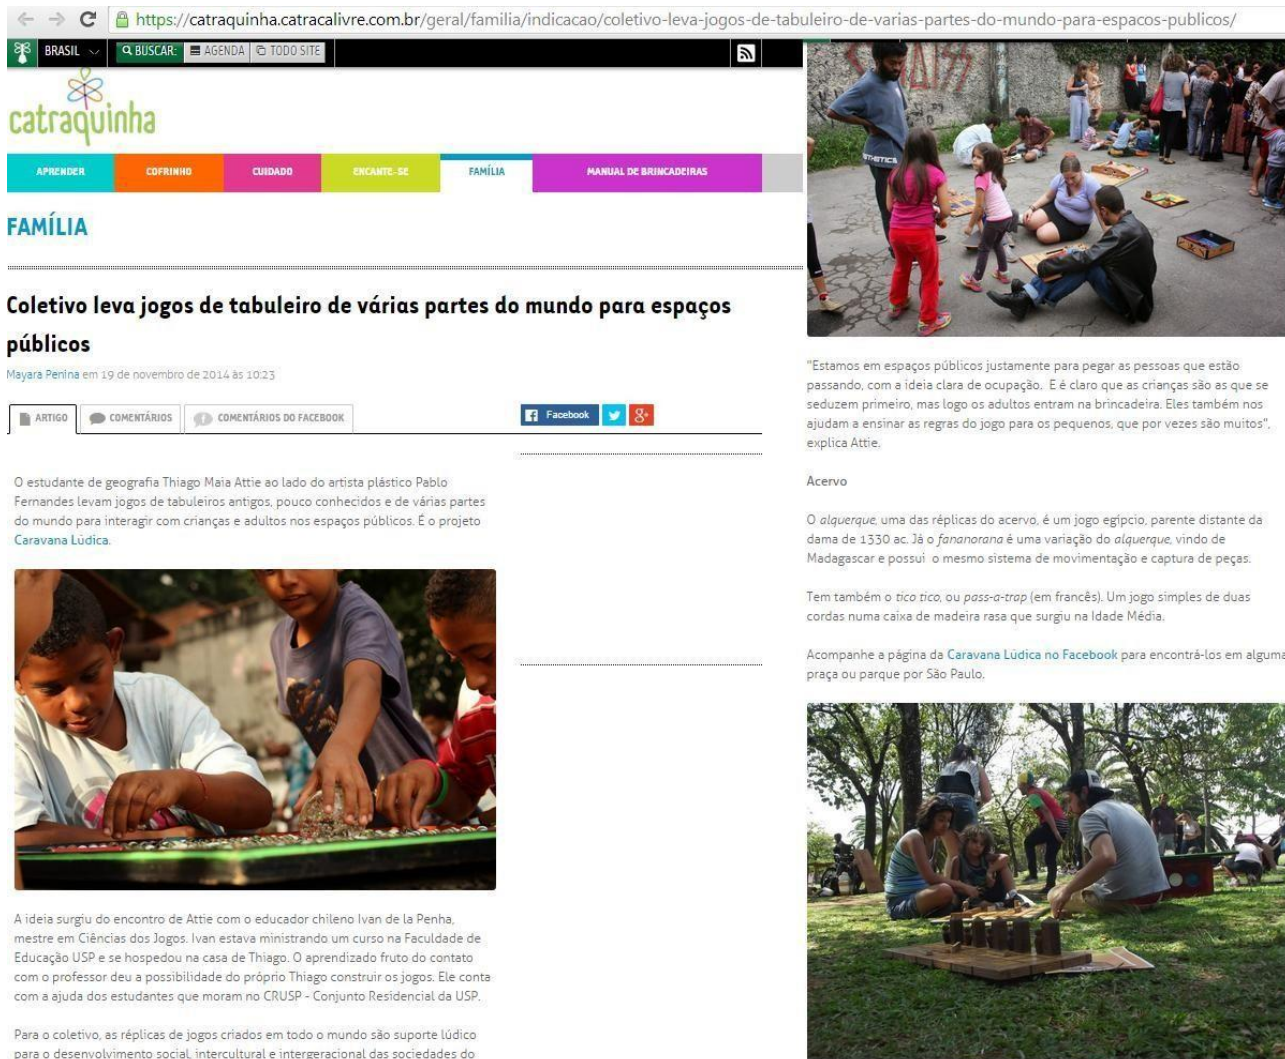 https://catraquinha.catracalivre.com.br/geral/familia/indicacao/coletivo-leva-jogos-de-tabuleiro-de-varias-partes-do-mundo-para-espacos-publicos/
BRASIL BUSCAR: AGENDA TODO SITE
catraquinha
APRENDER COFRINHO CUIDADO ENCANTE-SE FAMÍLIA MANUAL DE BRINCADEIRAS
FAMÍLIA
Coletivo leva jogos de tabuleiro de várias partes do mundo para espaços
públicos
Mayara Penina em 19 de novembro de 2014 às 10:23
ARTIGO COMENTÁRIOS COMENTÁRIOS DO FACEBOOK Facebook
O estudante de geografia Thiago Maia Attie ao lado do artista plástico Pablo
Fernandes levam jogos de tabuleiros antigos, pouco conhecidos e de várias partes
do mundo para interagir com crianças e adultos nos espaços públicos. É o projeto
Caravana Lúdica.
A ideia surgiu do encontro de Attie com o educador chileno Ivan de la Penha,
mestre em Ciências dos Jogos. Ivan estava ministrando um curso na Faculdade de
Educação USP e se hospedou na casa de Thiago. O aprendizado fruto do contato
com o professor deu a possibilidade do próprio Thiago construir os jogos. Ele conta
com a ajuda dos estudantes que moram no CRUSP - Conjunto Residencial da USP.
Para o coletivo, as réplicas de jogos criados em todo o mundo são suporte lúdico
para o desenvolvimento social, intercultural e intergeracional das sociedades do
"Estamos em espaços públicos justamente para pegar as pessoas que estão
passando, com a ideia clara de ocupação. E é claro que as crianças são as que se
seduzem primeiro, mas logo os adultos entram na brincadeira. Eles também nos
ajudam a ensinar as regras do jogo para os pequenos, que por vezes são muitos",
explica Attie.
Acervo
O alquerque, uma das réplicas do acervo, é um jogo egípcio, parente distante da
dama de 1330 ac. Já o fananorana é uma variação do alquerque, vindo de
Madagascar e possui o mesmo sistema de movimentação e captura de peças.
Tem também o tico tico, ou pass-a-trap (em francês). Um jogo simples de duas
cordas numa caixa de madeira rasa que surgiu na Idade Média.
Acompanhe a página da Caravana Lúdica no Facebook para encontrá-los em alguma
praça ou parque por São Paulo.